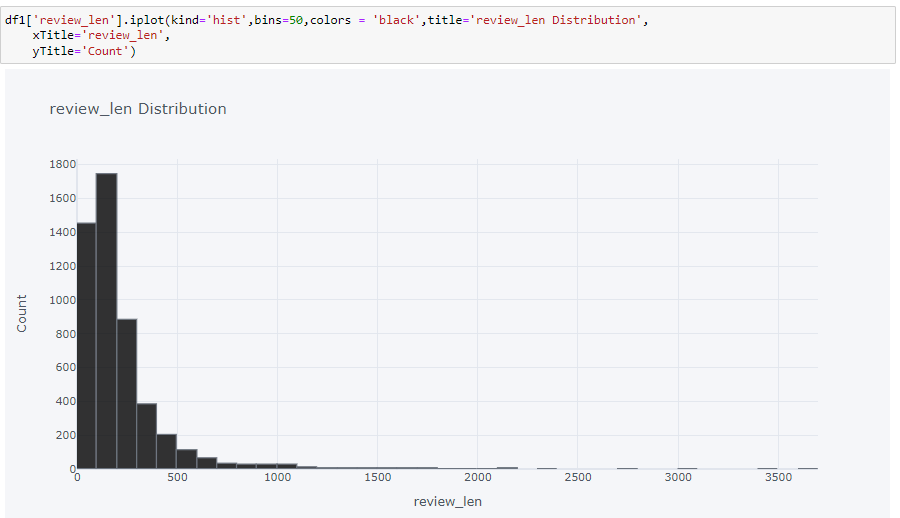 df1['review_len'].iplot(kind='hist',bins=50,colors = 'black',title='review_len Distribution',
xTitle='review_len',
yTitle='Count')
review_len Distribution
1800
1600
1400
1200
1000
800
600
400
200
0
Count
0 500 1000 1500 2000 2500 3000 3500
review_len